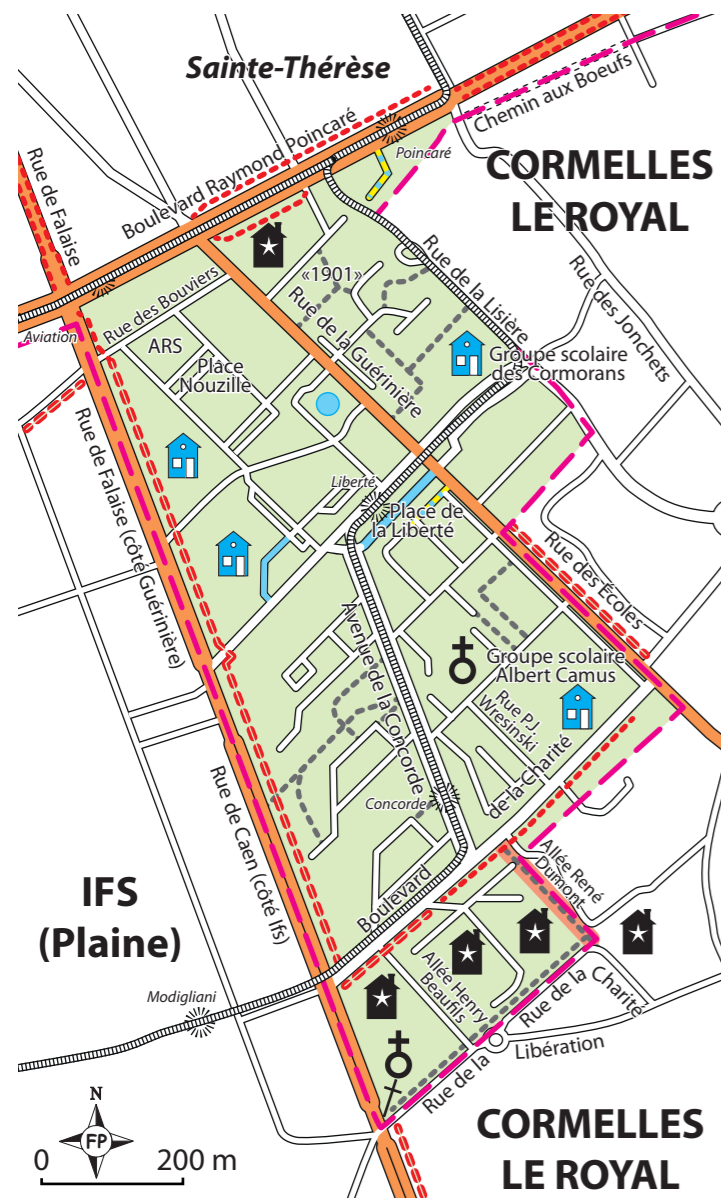 Sainte-Thérèse
Chemin aux Boeufs
Boulevard Raymond Poincaré
Poincaré
Rue de Falaise
CORMELLES
LE ROYAL
Rue de la Lisière
Rue des Jonchets
«1901»
Rue des Bouviers
Aviation
ARS
Place
Nouzille
Rue de la Guérinière
Groupe scolaire
des Cormorans
Rue de Falaise (côté Guérinière)
Liberté
Place de
la Liberté
Rue des Écoles
Avenue de la Concorde
Groupe scolaire
Albert Camus
Rue P.J.
Wresinski
Rue de Caen (côté Ifs)
Concorde
Boulevard
de la Charité
Allée René
Dumont
IFS
(Plaine)
Modigliani
Allée Henry
Beaufils
Rue de la Charité
Rue de la
Libération
N
FP
0 200 m
CORMELLES
LE ROYAL